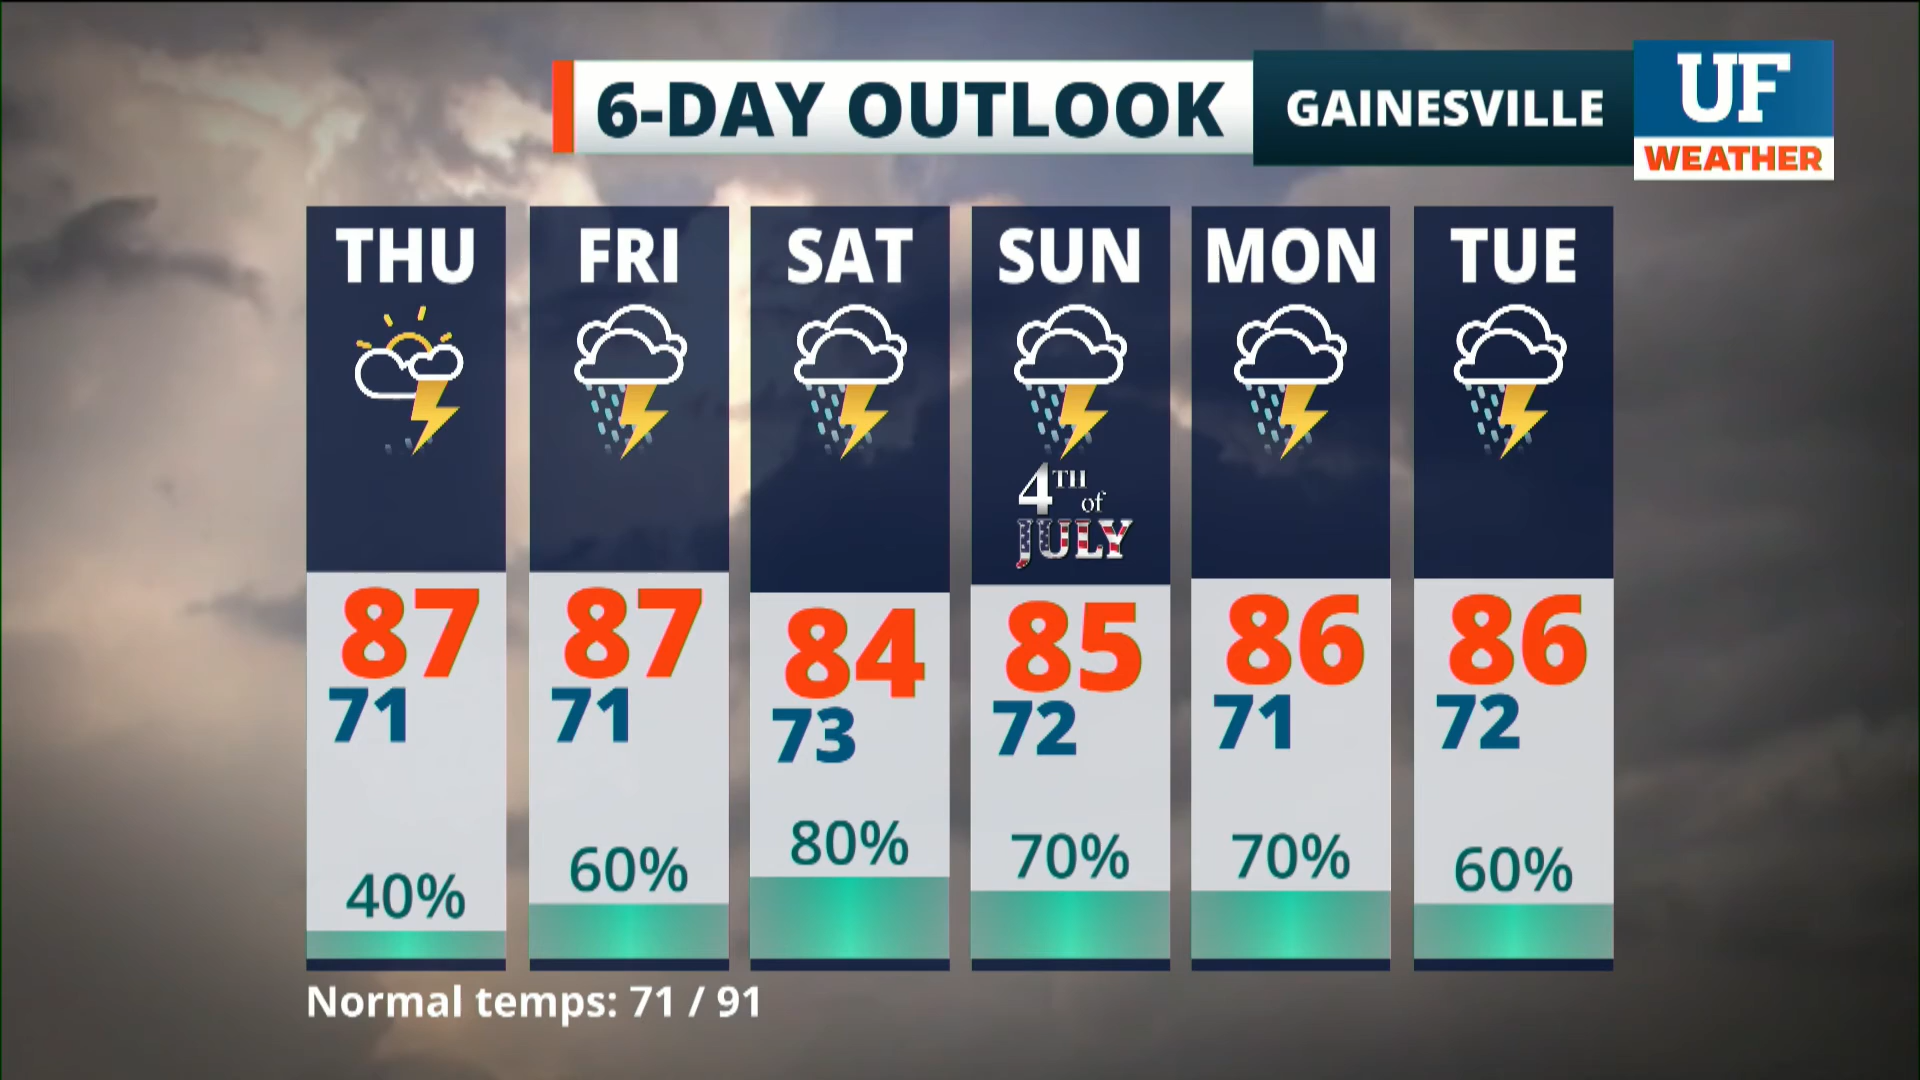 6-DAY OUTLOOK
GAINESVILLE
UF
WEATHER
THU FRI SAT SUN MON TUE
4TH
of
JULY
87 87 84 85 86 86
71 71 73 72 71 72
40% 60% 80% 70% 70% 60%
Normal temps: 71 / 91